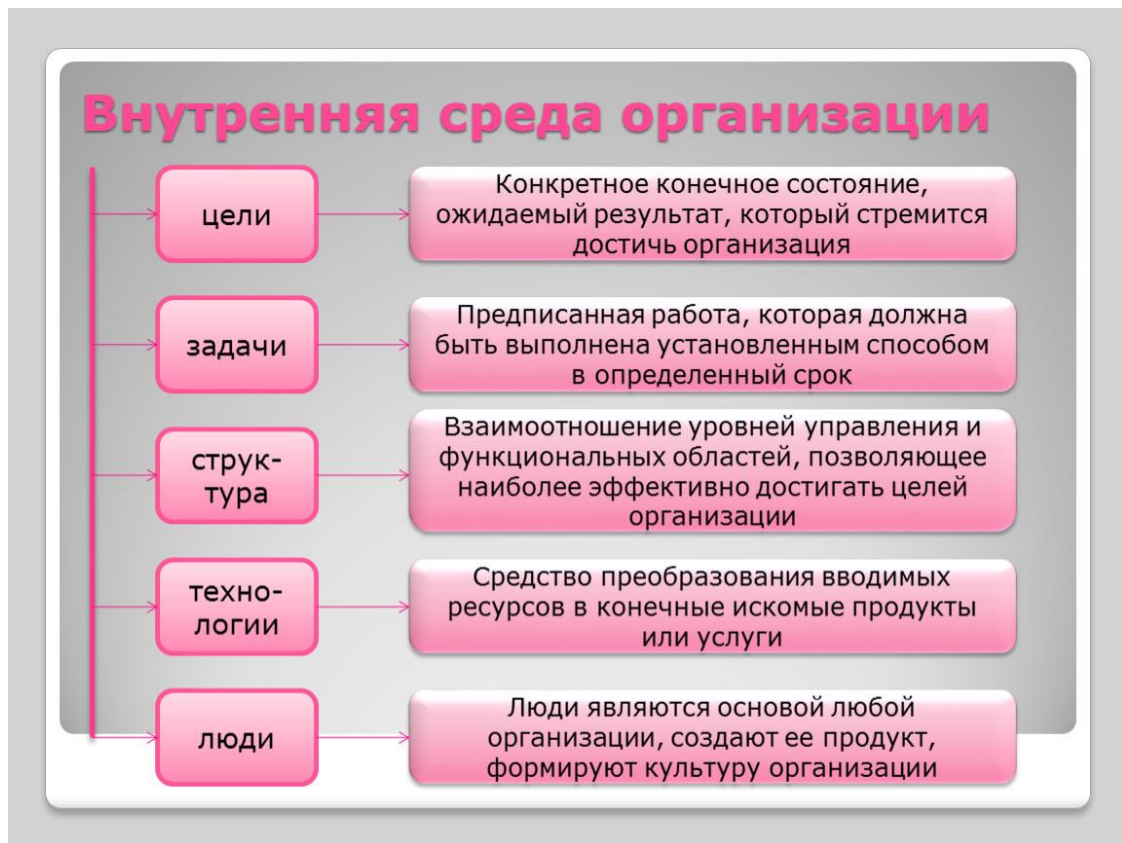 Внутренняя среда организации
цели
Конкретное конечное состояние,
ожидаемый результат, который стремится
достичь организация
задачи
Предписанная работа, которая должна
быть выполнена установленным способом
в определенный срок
струк-
тура
Взаимоотношение уровней управления и
функциональных областей, позволяющее
наиболее эффективно достигать целей
организации
техно-
логии
Средство преобразования вводимых
ресурсов в конечные искомые продукты
или услуги
люди
Люди являются основой любой
организации, создают ее продукт,
формируют культуру организации